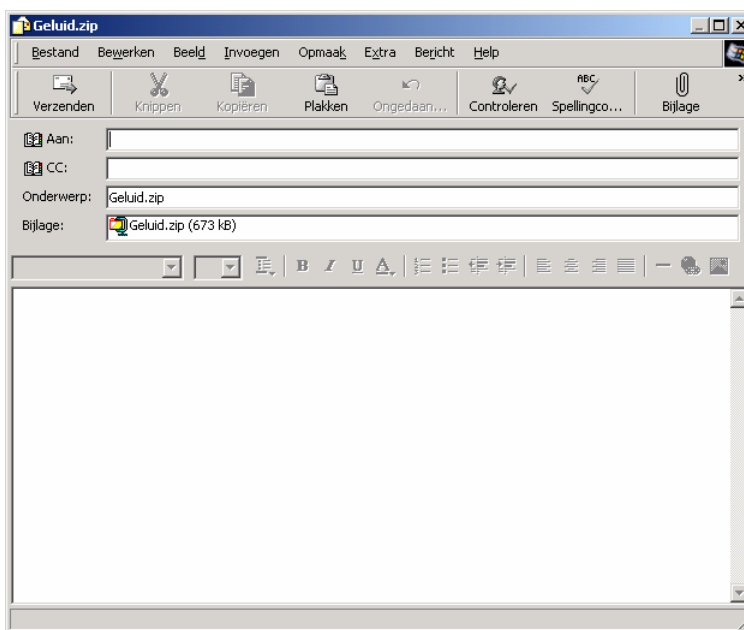 Geluid.zip
Bestand Bewerken Beeld Invoegen Opmaak Extra Bericht Help
Verzenden Knippen Kopiëren Plakken Ongedaan... Controleren ABC Spellingco... Bijlage »
Aan:
CC:
Onderwerp: Geluid.zip
Bijlage: Geluid.zip (673 kB)
B I U A